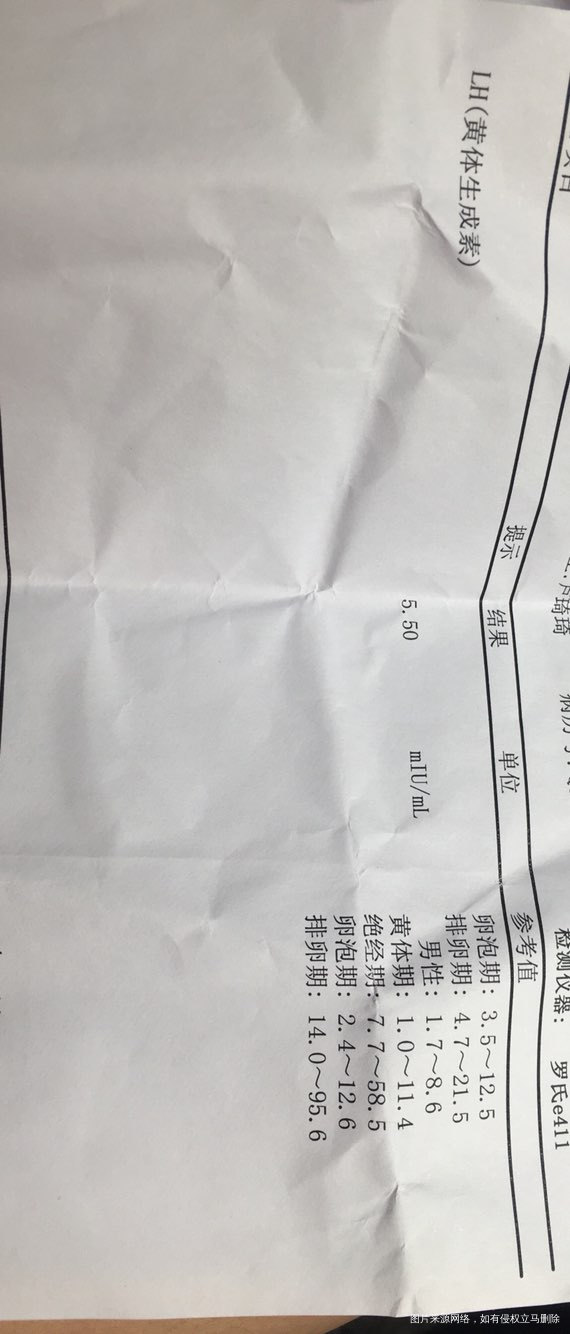 琦琦 检测仪器: 罗氏e411
提示 结果 单位 参考值
LH(黄体生成素) 5.50 mIU/mL 卵泡期: 3.5~12.5
排卵期: 4.7~21.5
男性: 1.7~8.6
黄体期: 1.0~11.4
绝经期: 7.7~58.5
卵泡期: 2.4~12.6
排卵期: 14.0~95.6
图片来源网络，如有侵权立马删除